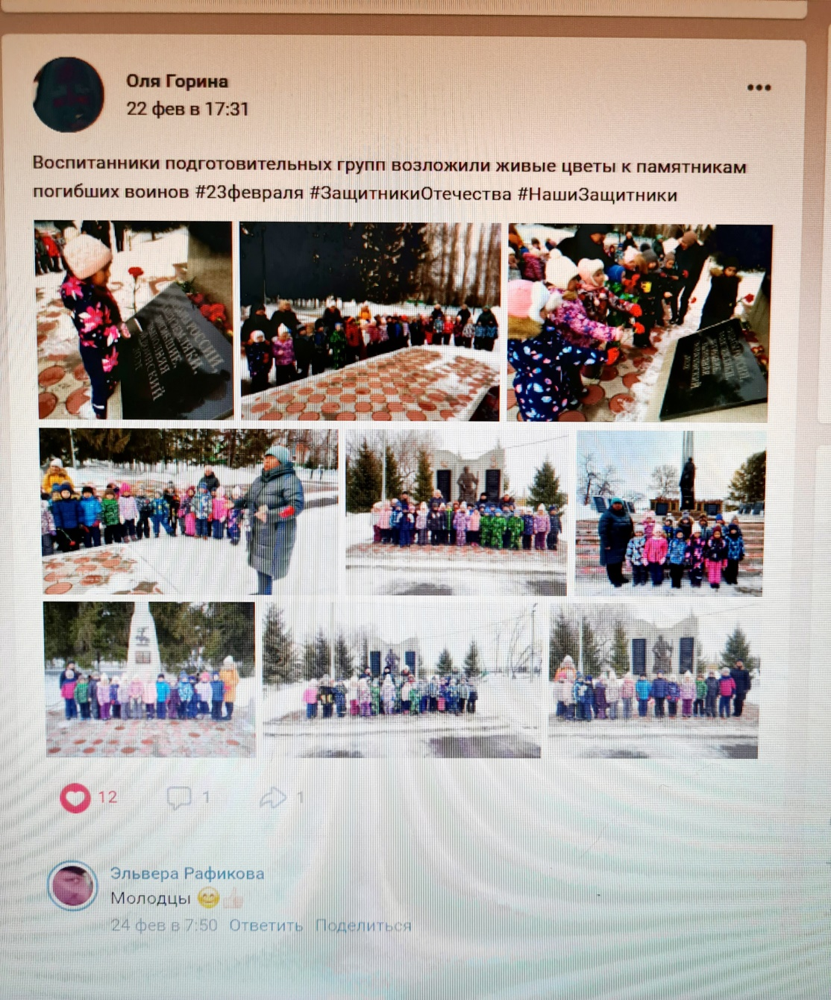 Оля Горина
22 фев в 17:31
Воспитанники подготовительных групп возложили живые цветы к памятникам
погибших воинов #23февраля #ЗащитникиОтечества #НашиЗащитники
РОССИИ,
12
1
1
Эльвера Рафикова
Молодцы 😊👍🏻
24 фев в 7:50 Ответить Поделиться